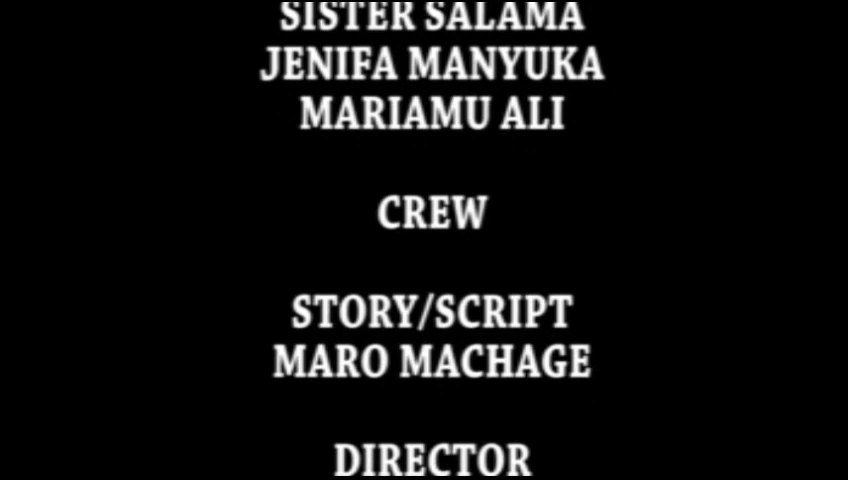 SISTER SALAMA
JENIFA MANYUKA
MARIAMU ALI
CREW
STORY/SCRIPT
MARO MACHAGE
DIRECTOR